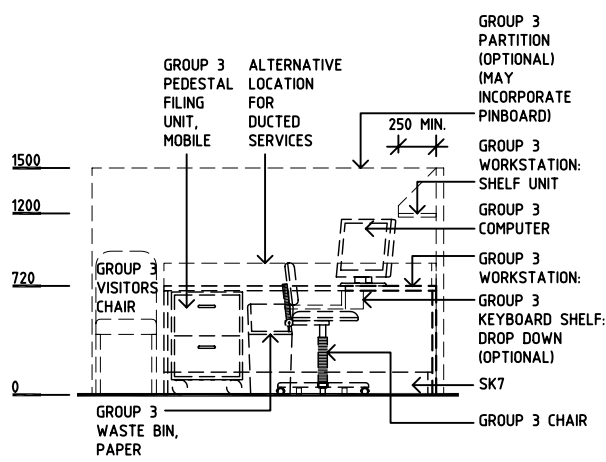 GROUP 3
PARTITION
(OPTIONAL)
(MAY
INCORPORATE
PINBOARD)
GROUP 3
PEDESTAL
FILING
UNIT,
MOBILE
ALTERNATIVE
LOCATION
FOR
DUCTED
SERVICES
250 MIN.
GROUP 3
WORKSTATION:
SHELF UNIT
1500
1200
GROUP 3
COMPUTER
GROUP 3
WORKSTATION:
GROUP 3
VISITORS
CHAIR
720
GROUP 3
KEYBOARD SHELF:
DROP DOWN
(OPTIONAL)
0
SK7
GROUP 3
WASTE BIN,
PAPER
GROUP 3 CHAIR